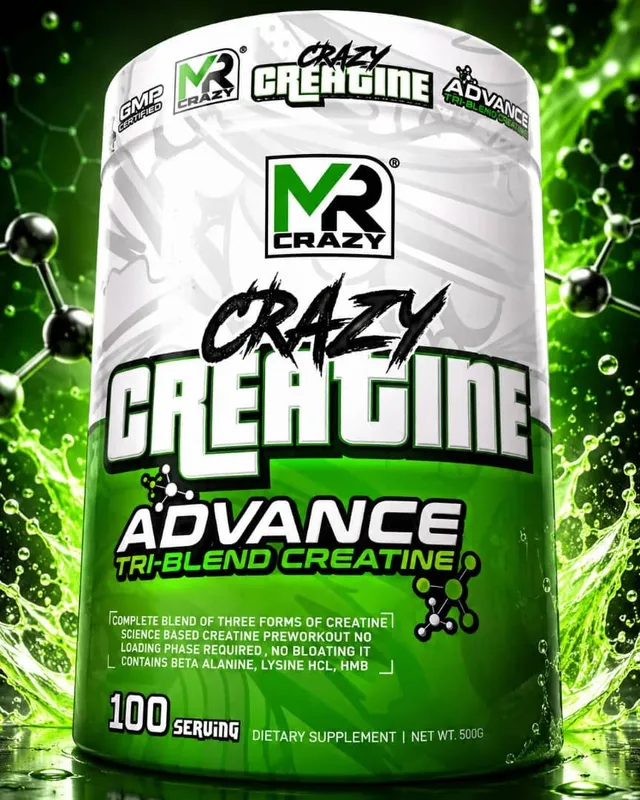 GMP
CERTIFIED
MR
CRAZY
®
CRAZY
CREATINE
ADVANCE
TRI-BLEND CREATINE
MR
CRAZY
®
CRAZY
CREATINE
ADVANCE
TRI-BLEND CREATINE
COMPLETE BLEND OF THREE FORMS OF CREATINE
SCIENCE BASED CREATINE PREWORKOUT NO
LOADING PHASE REQUIRED, NO BLOATING IT
CONTAINS BETA ALANINE, LYSINE HCL, HMB
100 SERVING
DIETARY SUPPLEMENT | NET WT. 500G